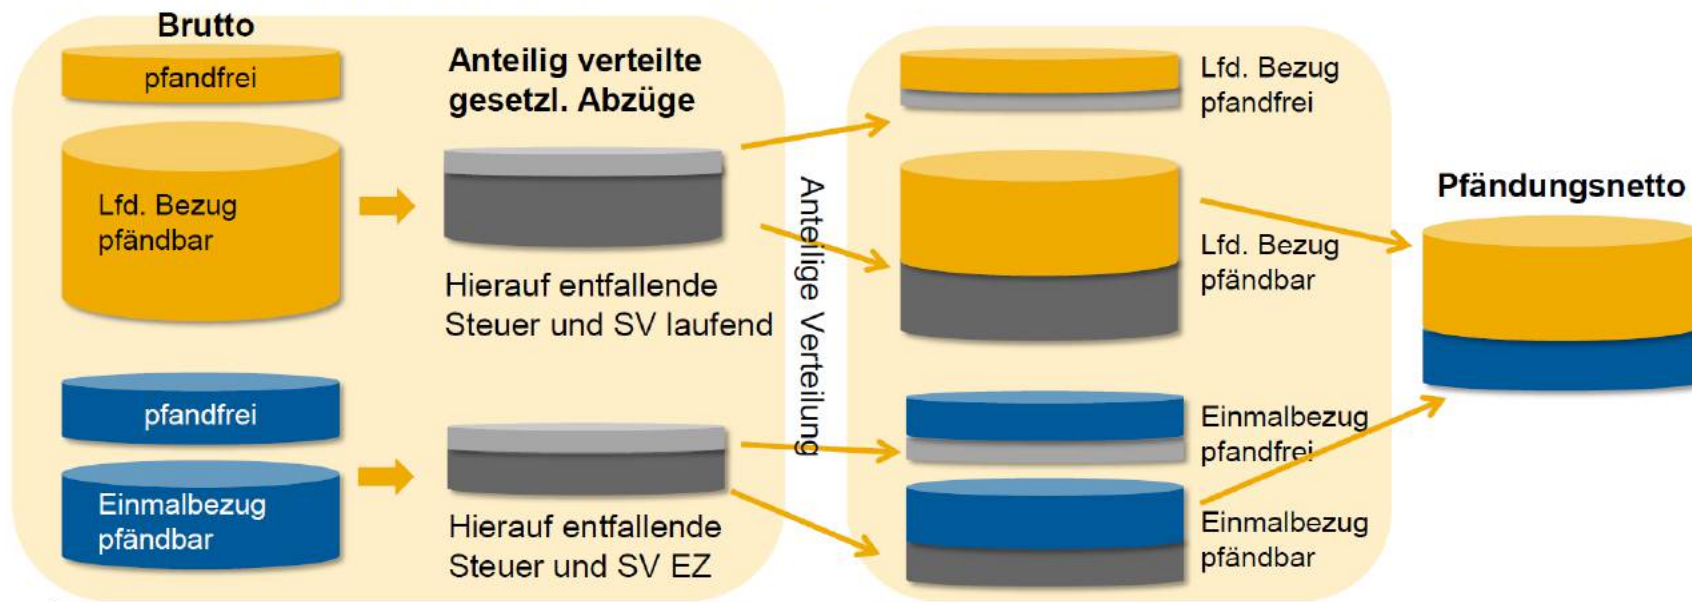 Brutto
pfandfrei
Lfd. Bezug
pfändbar
pfandfrei
Einmalbezug
pfändbar
Anteilig verteilte
gesetzl. Abzüge
Hierauf entfallende
Steuer und SV laufend
Hierauf entfallende
Steuer und SV EZ
Anteilige Verteilung
Lfd. Bezug
pfandfrei
Lfd. Bezug
pfändbar
Einmalbezug
pfandfrei
Einmalbezug
pfändbar
Pfändungsnetto